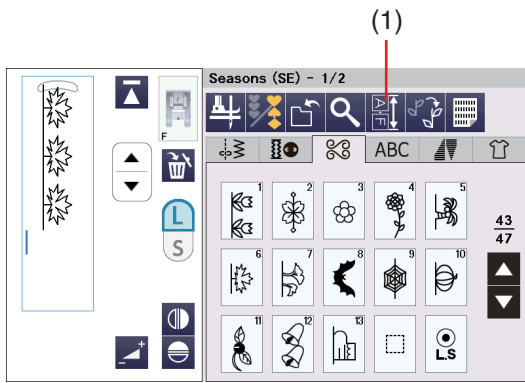 (1)
Seasons (SE) - 1/2
A-F
F
ABC
L
S
1 2 3 4 5
43
47
6 7 8 9 10
11 12 13
L.S